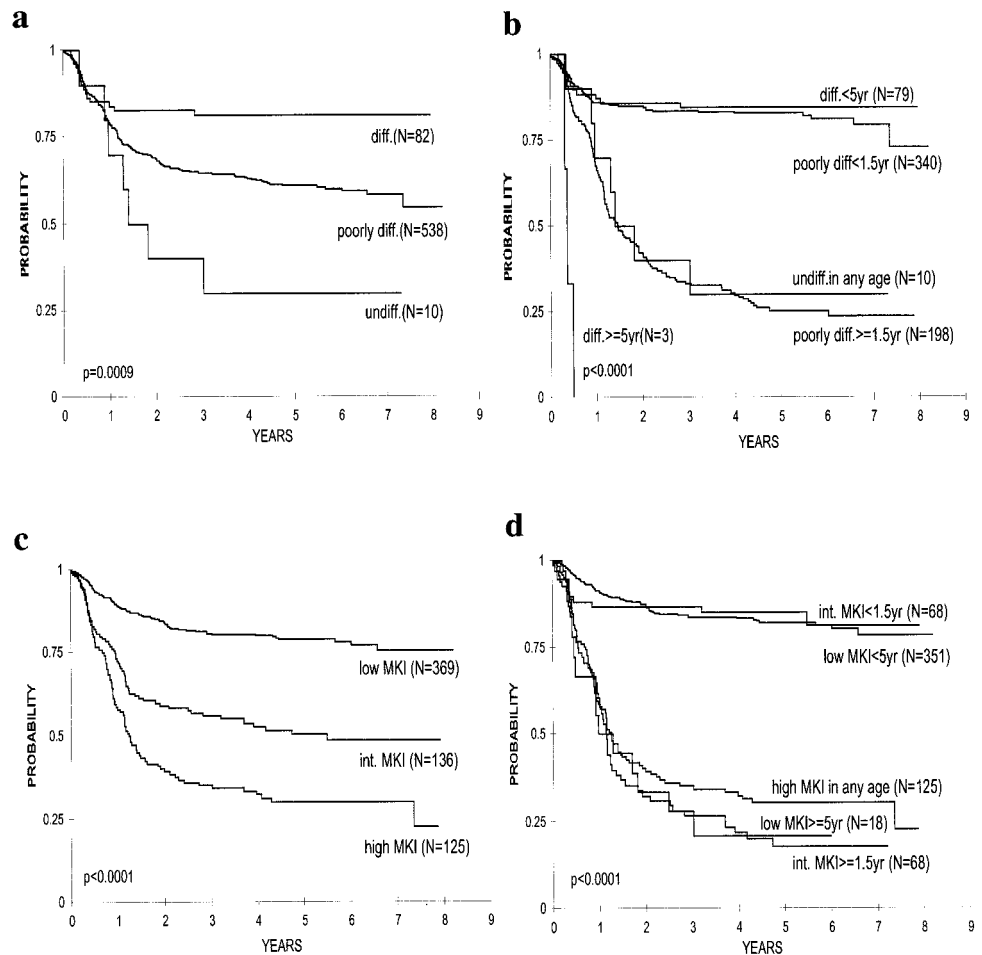 a
1
0.75
0.5
0.25
0
PROBABILITY
diff.(N=82)
poorly diff.(N=538)
undiff.(N=10)
p=0.0009
0 1 2 3 4 5 6 7 8 9
YEARS
b
1
0.75
0.5
0.25
0
PROBABILITY
diff.<5yr (N=79)
poorly diff<1.5yr (N=340)
undiff.in any age (N=10)
diff.>=5yr(N=3)
poorly diff.>=1.5yr (N=198)
p<0.0001
0 1 2 3 4 5 6 7 8 9
YEARS
c
1
0.75
0.5
0.25
0
PROBABILITY
low MKI (N=369)
int. MKI (N=136)
high MKI (N=125)
p<0.0001
0 1 2 3 4 5 6 7 8 9
YEARS
d
1
0.75
0.5
0.25
0
PROBABILITY
int. MKI<1.5yr (N=68)
low MKI<5yr (N=351)
high MKI in any age (N=125)
low MKI>=5yr (N=18)
int. MKI>=1.5yr (N=68)
p<0.0001
0 1 2 3 4 5 6 7 8 9
YEARS